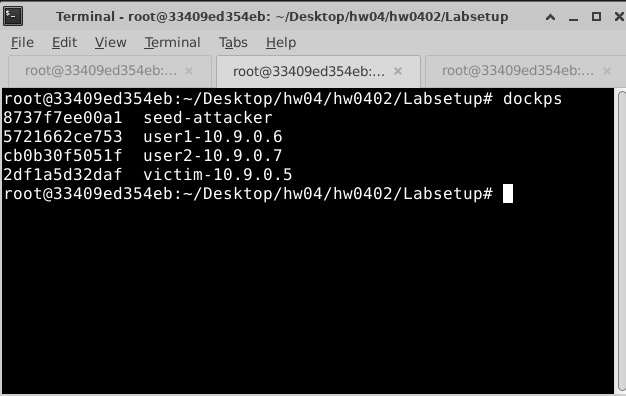 Terminal - root@33409ed354eb: ~/Desktop/hw04/hw0402/Labsetup
File Edit View Terminal Tabs Help
root@33409ed354eb:... × root@33409ed354eb:... × root@33409ed354eb:... ×
root@33409ed354eb:~/Desktop/hw04/hw0402/Labsetup# dockps
8737f7ee00a1  seed-attacker
5721662ce753  user1-10.9.0.6
cb0b30f5051f  user2-10.9.0.7
2df1a5d32daf  victim-10.9.0.5
root@33409ed354eb:~/Desktop/hw04/hw0402/Labsetup#